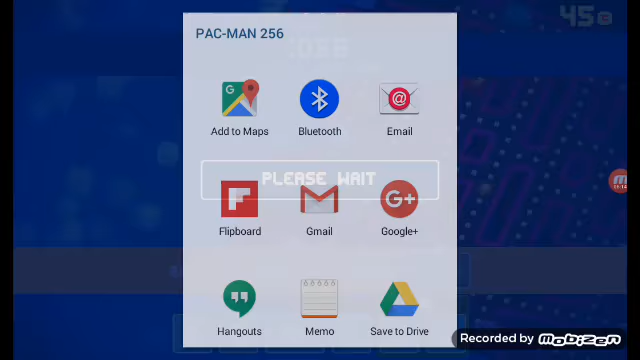 45
PAC-MAN 256
Add to Maps
Bluetooth
Email
PLEASE WAIT
Flipboard
Gmail
Google+
Hangouts
Memo
Save to Drive
Recorded by Mobizen